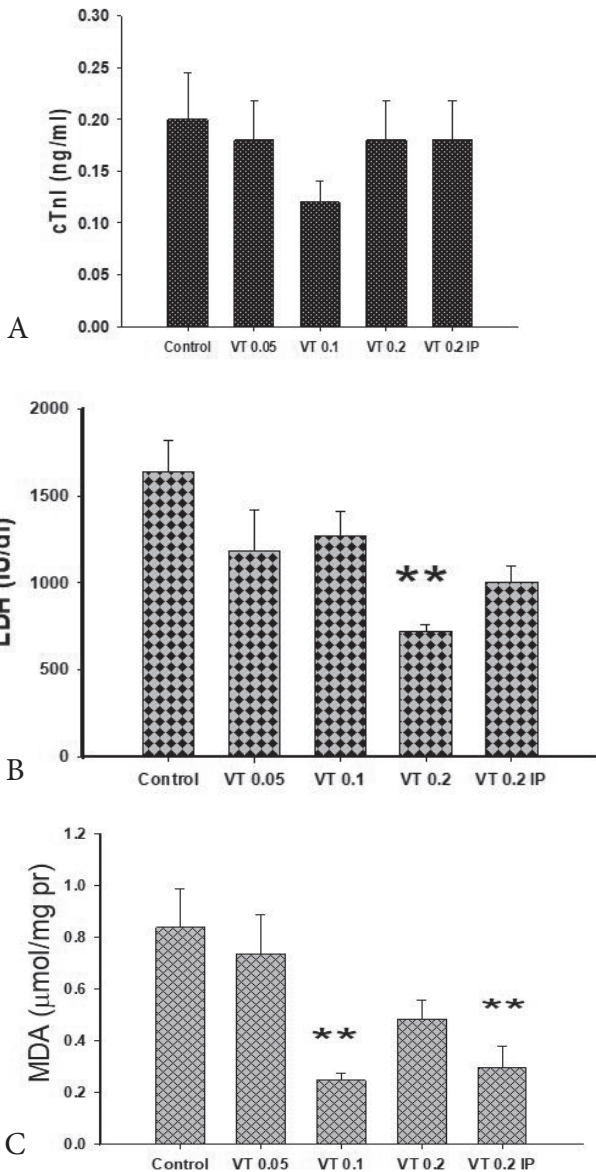 0.30
0.25
0.20
0.15
0.10
0.05
0.00
cTnI (ng/ml)
Control VT 0.05 VT 0.1 VT 0.2 VT 0.2 IP
A
2000
1500
1000
500
0
LDH (IU/dl)
**
Control VT 0.05 VT 0.1 VT 0.2 VT 0.2 IP
B
1.2
1.0
0.8
0.6
0.4
0.2
0.0
MDA (μmol/mg pr)
**
**
Control VT 0.05 VT 0.1 VT 0.2 VT 0.2 IP
C